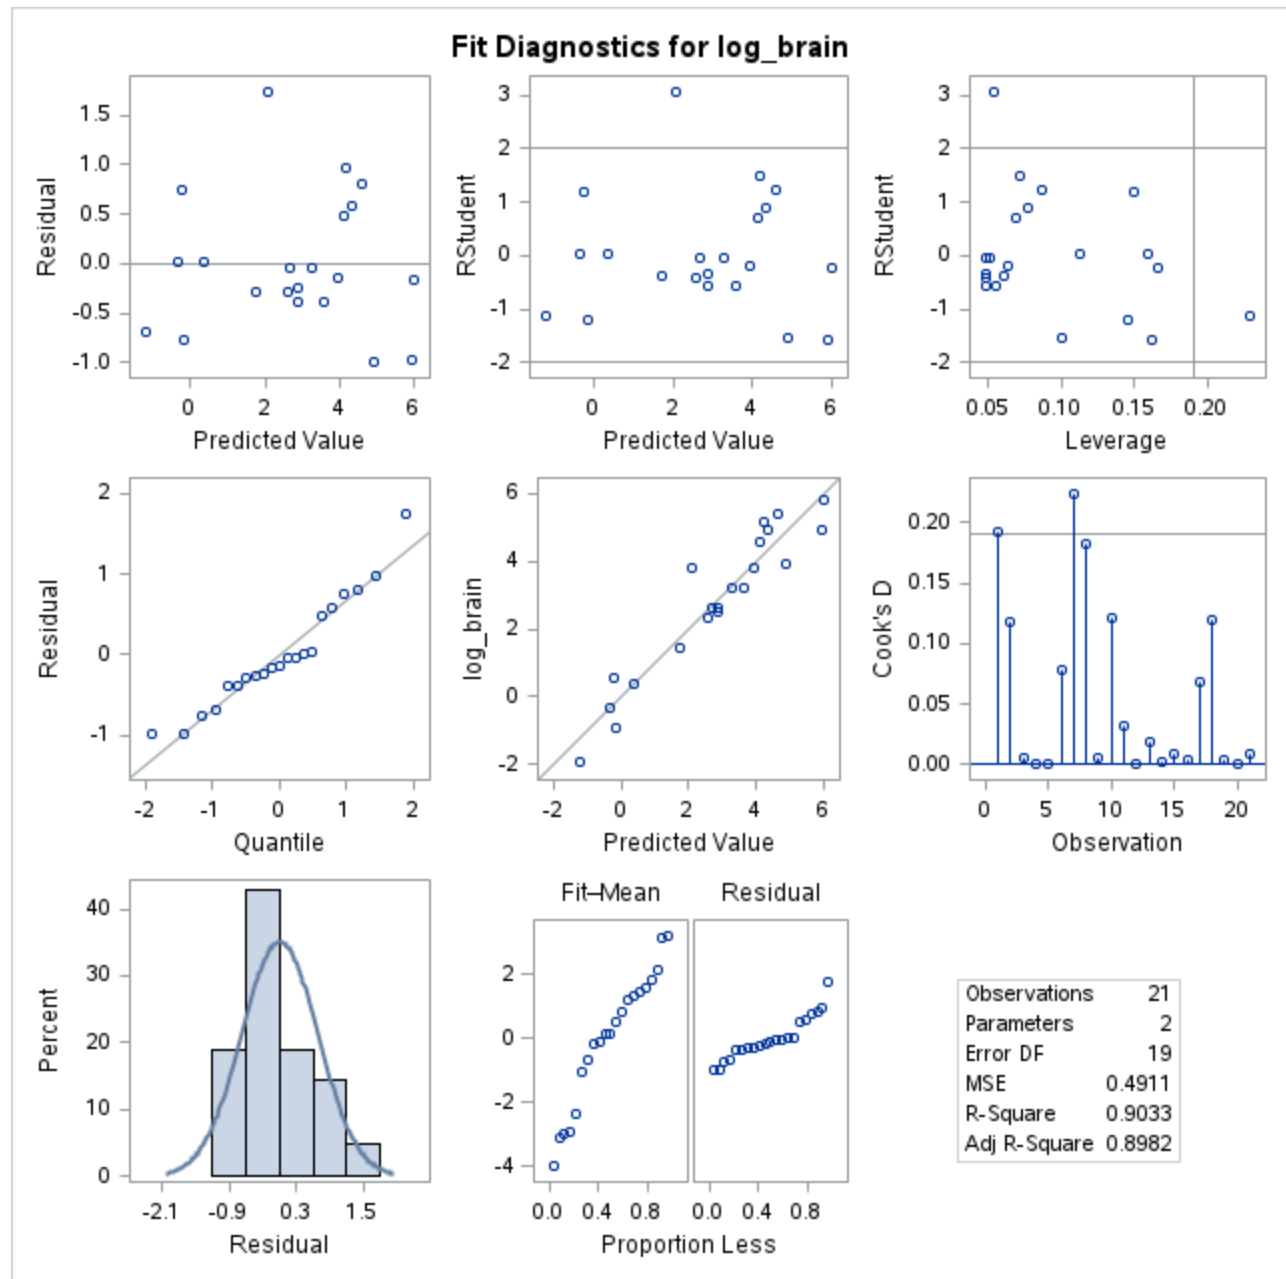 Fit Diagnostics for log_brain
Residual
1.5
1.0
0.5
0.0
-0.5
-1.0
0 2 4 6
Predicted Value
RStudent
3
2
1
0
-1
-2
0 2 4 6
Predicted Value
RStudent
3
2
1
0
-1
-2
0.05 0.10 0.15 0.20
Leverage
Residual
2
1
0
-1
-2 -1 0 1 2
Quantile
log_brain
6
4
2
0
-2
-2 0 2 4 6
Predicted Value
Cook's D
0.20
0.15
0.10
0.05
0.00
0 5 10 15 20
Observation
Percent
40
30
20
10
0
-2.1 -0.9 0.3 1.5
Residual
Fit–Mean Residual
2
0
-2
-4
0.0 0.4 0.8 0.0 0.4 0.8
Proportion Less
Observations 21
Parameters 2
Error DF 19
MSE 0.4911
R-Square 0.9033
Adj R-Square 0.8982